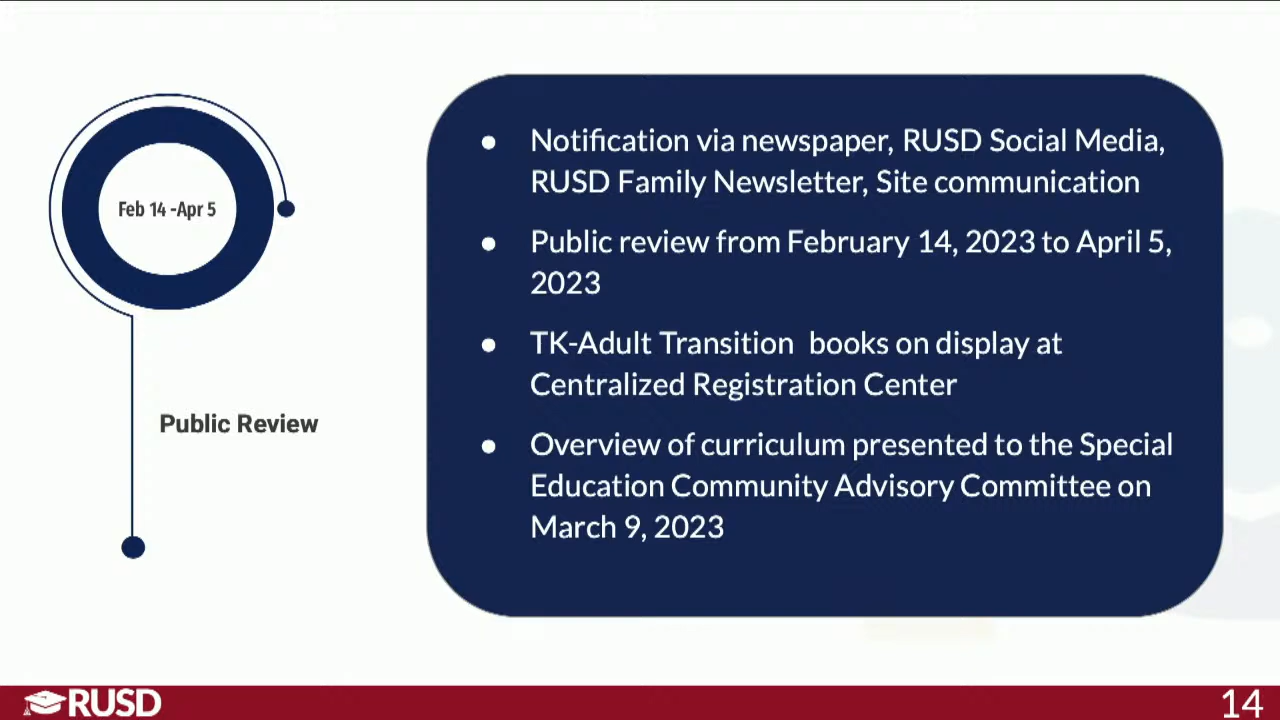 Feb 14 -Apr 5
Public Review
● Notification via newspaper, RUSD Social Media,
RUSD Family Newsletter, Site communication
● Public review from February 14, 2023 to April 5,
2023
● TK-Adult Transition  books on display at
Centralized Registration Center
● Overview of curriculum presented to the Special
Education Community Advisory Committee on
March 9, 2023
RUSD
14